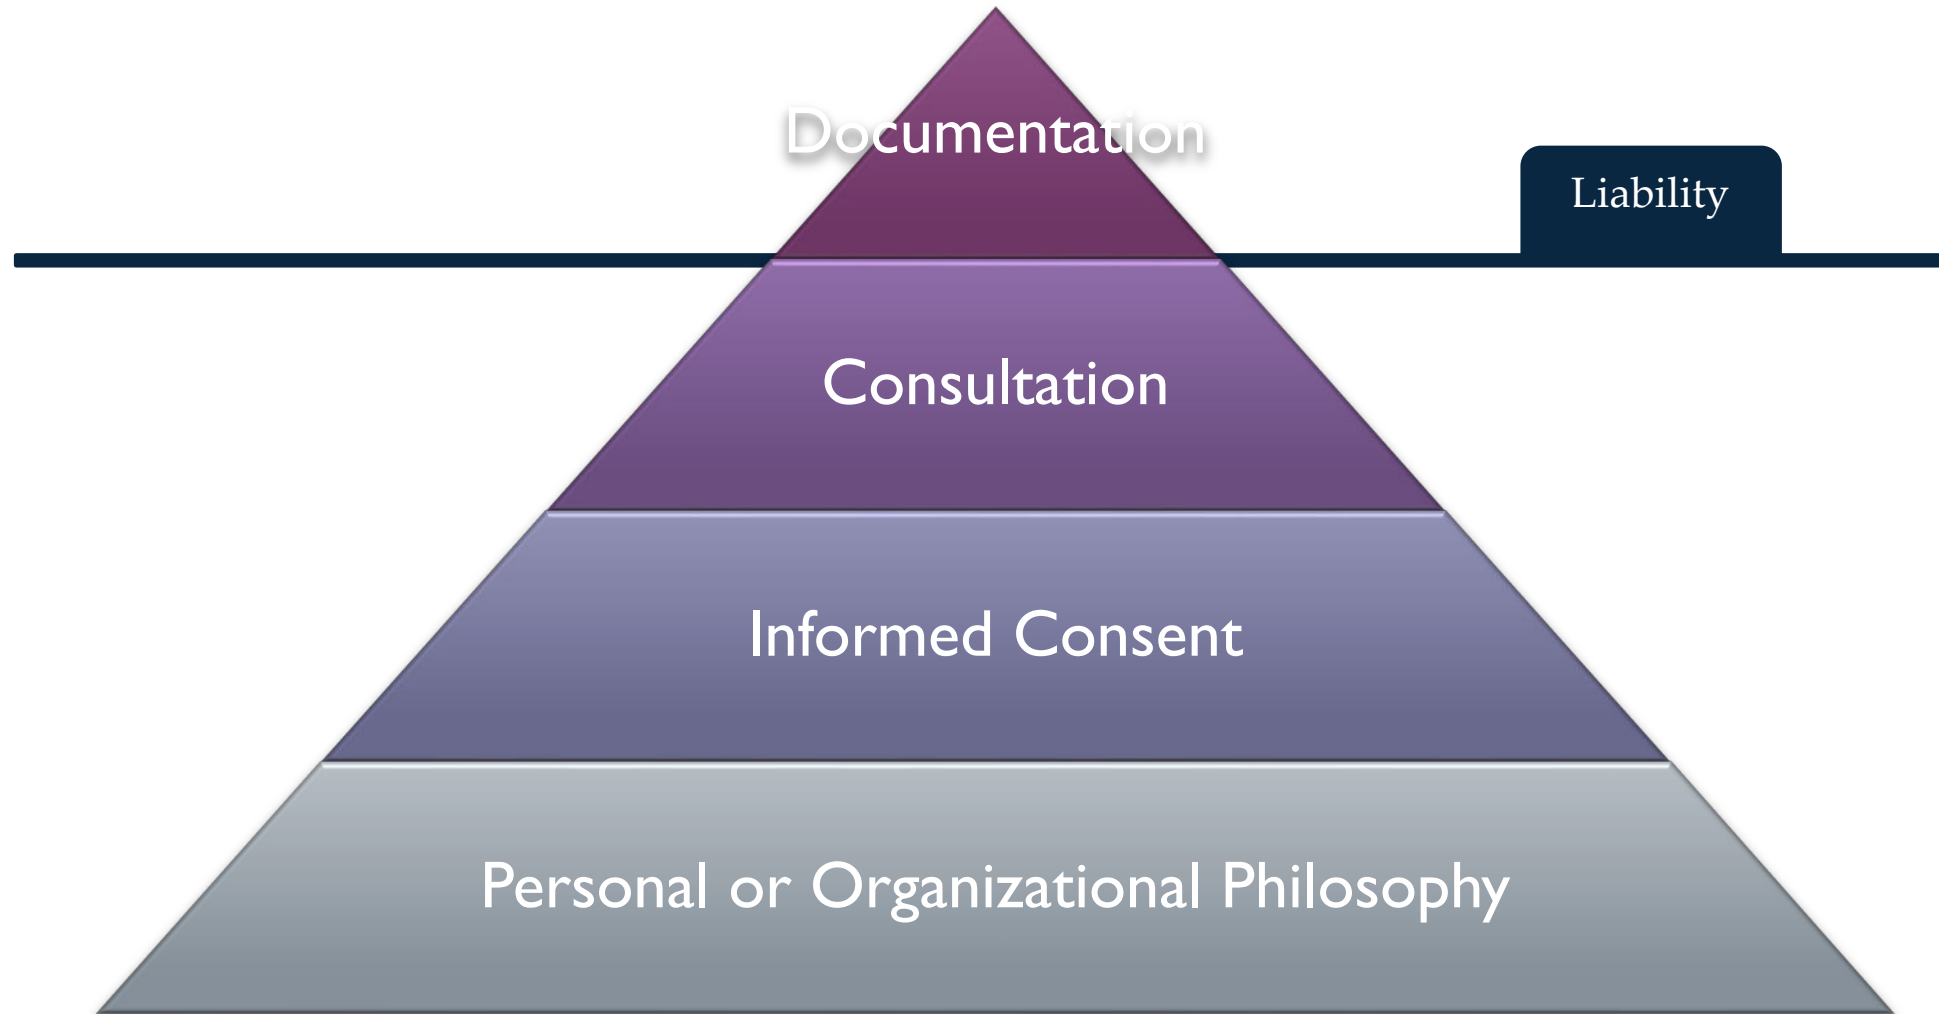 Documentation
Liability
Consultation
Informed Consent
Personal or Organizational Philosophy